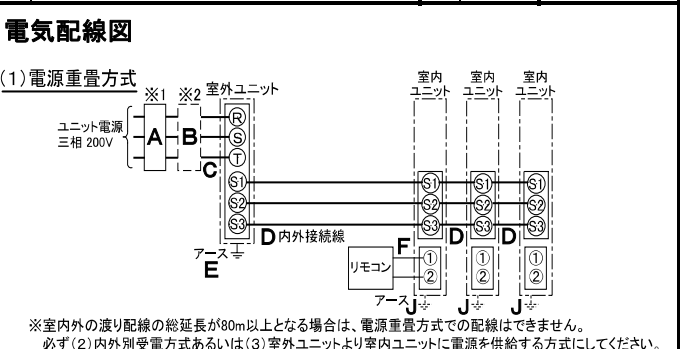 電気配線図
(1)電源重畳方式
※1 ※2 室外ユニット
室内ユニット 室内ユニット 室内ユニット
ユニット電源
三相 200V
A B
R
S
T
C
S1 S1 S1 S1
S2 S2 S2 S2
S3 S3 S3 S3
D 内外接続線 D D
アース
E
F
リモコン
① ① ①
② ② ②
アース J J J
※室内外の渡り配線の総延長が80m以上となる場合は、電源重畳方式での配線はできません。
必ず(2)内外別受電方式あるいは(3)室外ユニットより室内ユニットに電源を供給する方式にしてください。